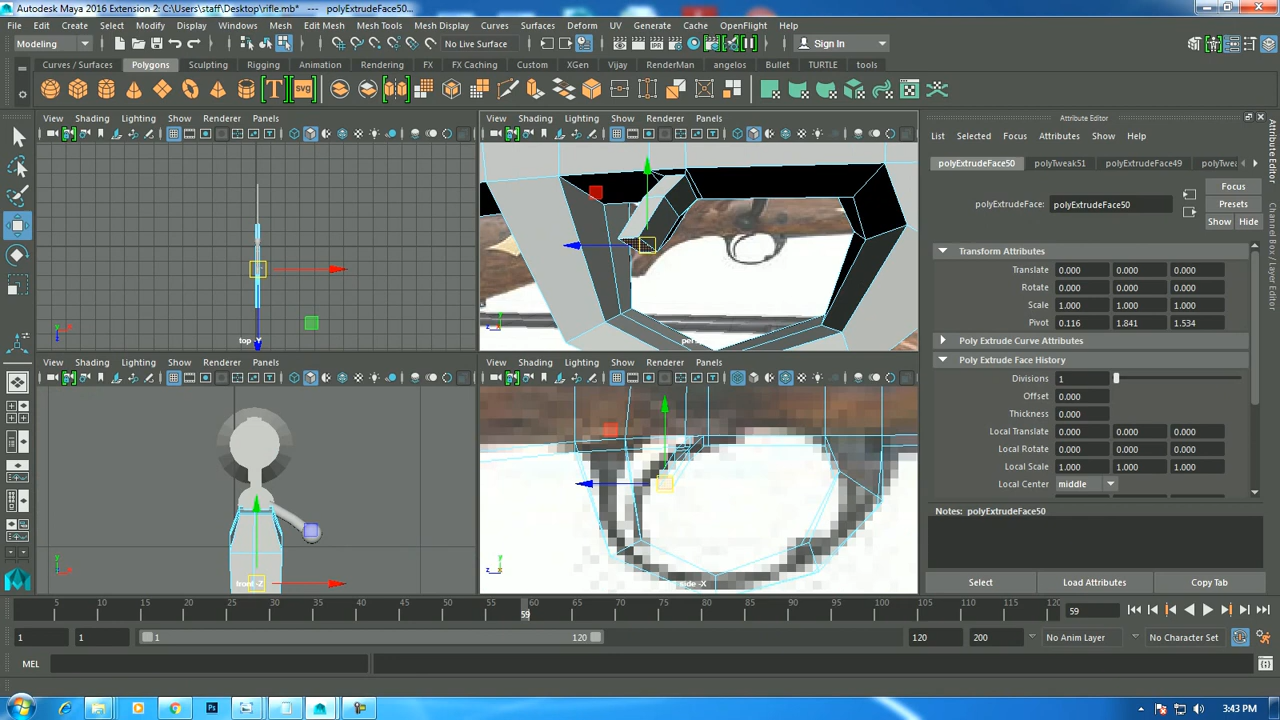 Autodesk Maya 2016 Extension 2: C:\Users\staff\Desktop\rifle.mb* --- polyExtrudeFace50...
File Edit Create Select Modify Display Windows Mesh Edit Mesh Mesh Tools Mesh Display Curves Surfaces Deform UV Generate Cache OpenFlight Help
Modeling No Live Surface Sign In
Curves / Surfaces Polygons Sculpting Rigging Animation Rendering FX FX Caching Custom XGen Vijay RenderMan angelos Bullet TURTLE tools
T svg
View Shading Lighting Show Renderer Panels
View Shading Lighting Show Renderer Panels
top -Y
View Shading Lighting Show Renderer Panels
View Shading Lighting Show Renderer Panels
front -Z
side -X
Attribute Editor
List Selected Focus Attributes Show Help
polyExtrudeFace50 polyTweak51 polyExtrudeFace49
Focus
polyExtrudeFace: polyExtrudeFace50 Presets
Show Hide
Transform Attributes
Translate 0.000 0.000 0.000
Rotate 0.000 0.000 0.000
Scale 1.000 1.000 1.000
Pivot 0.116 1.841 1.534
Poly Extrude Curve Attributes
Poly Extrude Face History
Divisions 1
Offset 0.000
Thickness 0.000
Local Translate 0.000 0.000 0.000
Local Rotate 0.000 0.000 0.000
Local Scale 1.000 1.000 1.000
Local Center middle
Notes: polyExtrudeFace50
Select Load Attributes Copy Tab
Attribute Editor
Channel Box / Layer Editor
5 10 15 20 25 30 35 40 45 50 55 59 60 65 70 75 80 85 90 95 100 105 110 115 120
59
1 1 1 120 120 200 No Anim Layer No Character Set
MEL
3:43 PM